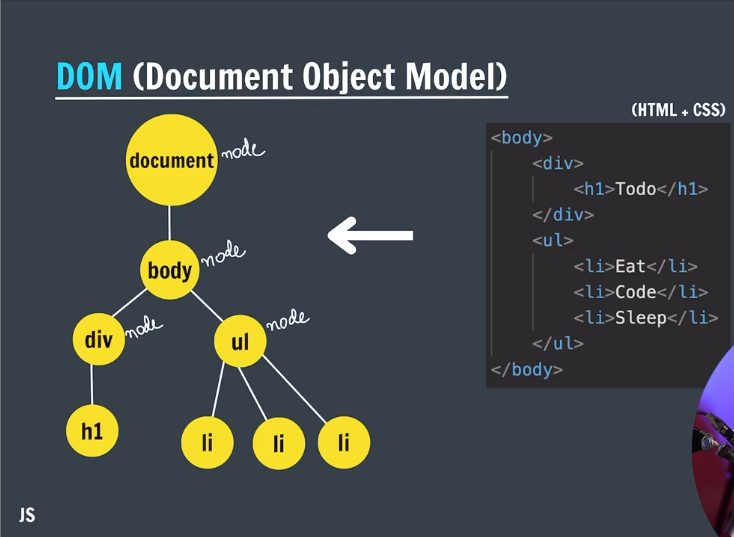 DOM (Document Object Model)
(HTML + CSS)
document node
body node
div node
ul node
h1
li li li
<body>
<div>
<h1>Todo</h1>
</div>
<ul>
<li>Eat</li>
<li>Code</li>
<li>Sleep</li>
</ul>
</body>
JS